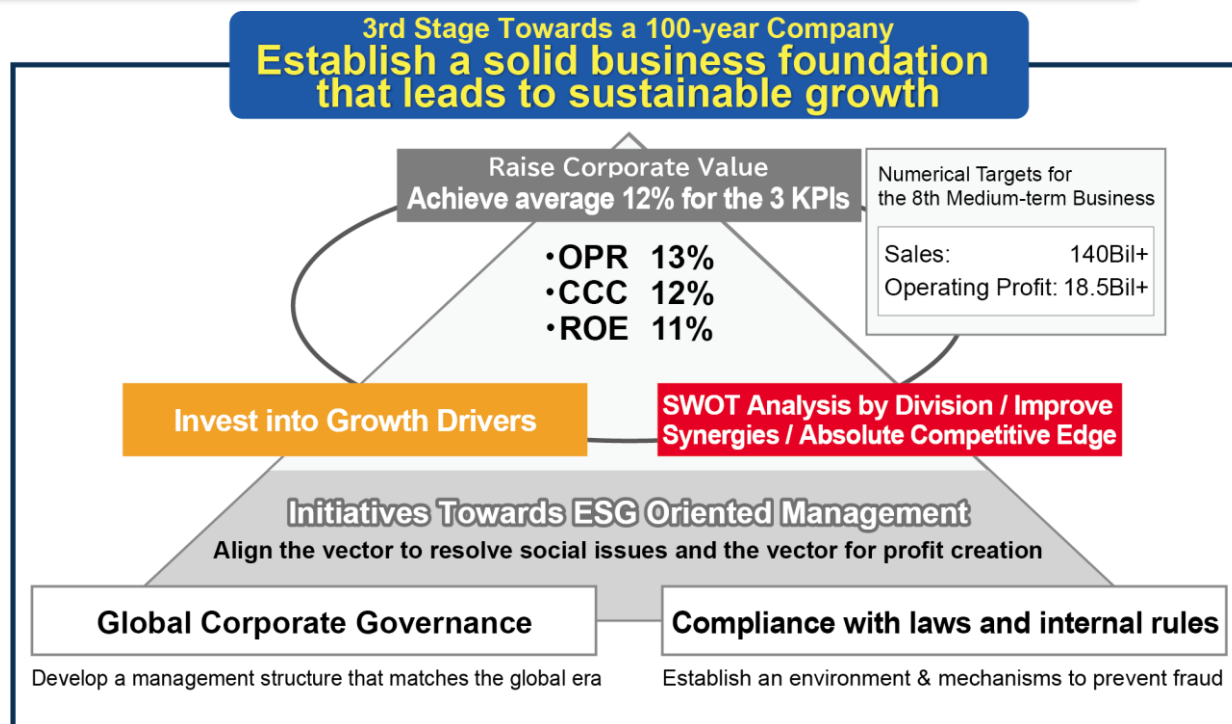 3rd Stage Towards a 100-year Company
Establish a solid business foundation
that leads to sustainable growth
Raise Corporate Value
Achieve average 12% for the 3 KPIs
Numerical Targets for
the 8th Medium-term Business
Sales: 140Bil+
Operating Profit: 18.5Bil+
・OPR 13%
・CCC 12%
・ROE 11%
Invest into Growth Drivers
SWOT Analysis by Division / Improve
Synergies / Absolute Competitive Edge
Initiatives Towards ESG Oriented Management
Align the vector to resolve social issues and the vector for profit creation
Global Corporate Governance
Develop a management structure that matches the global era
Compliance with laws and internal rules
Establish an environment & mechanisms to prevent fraud